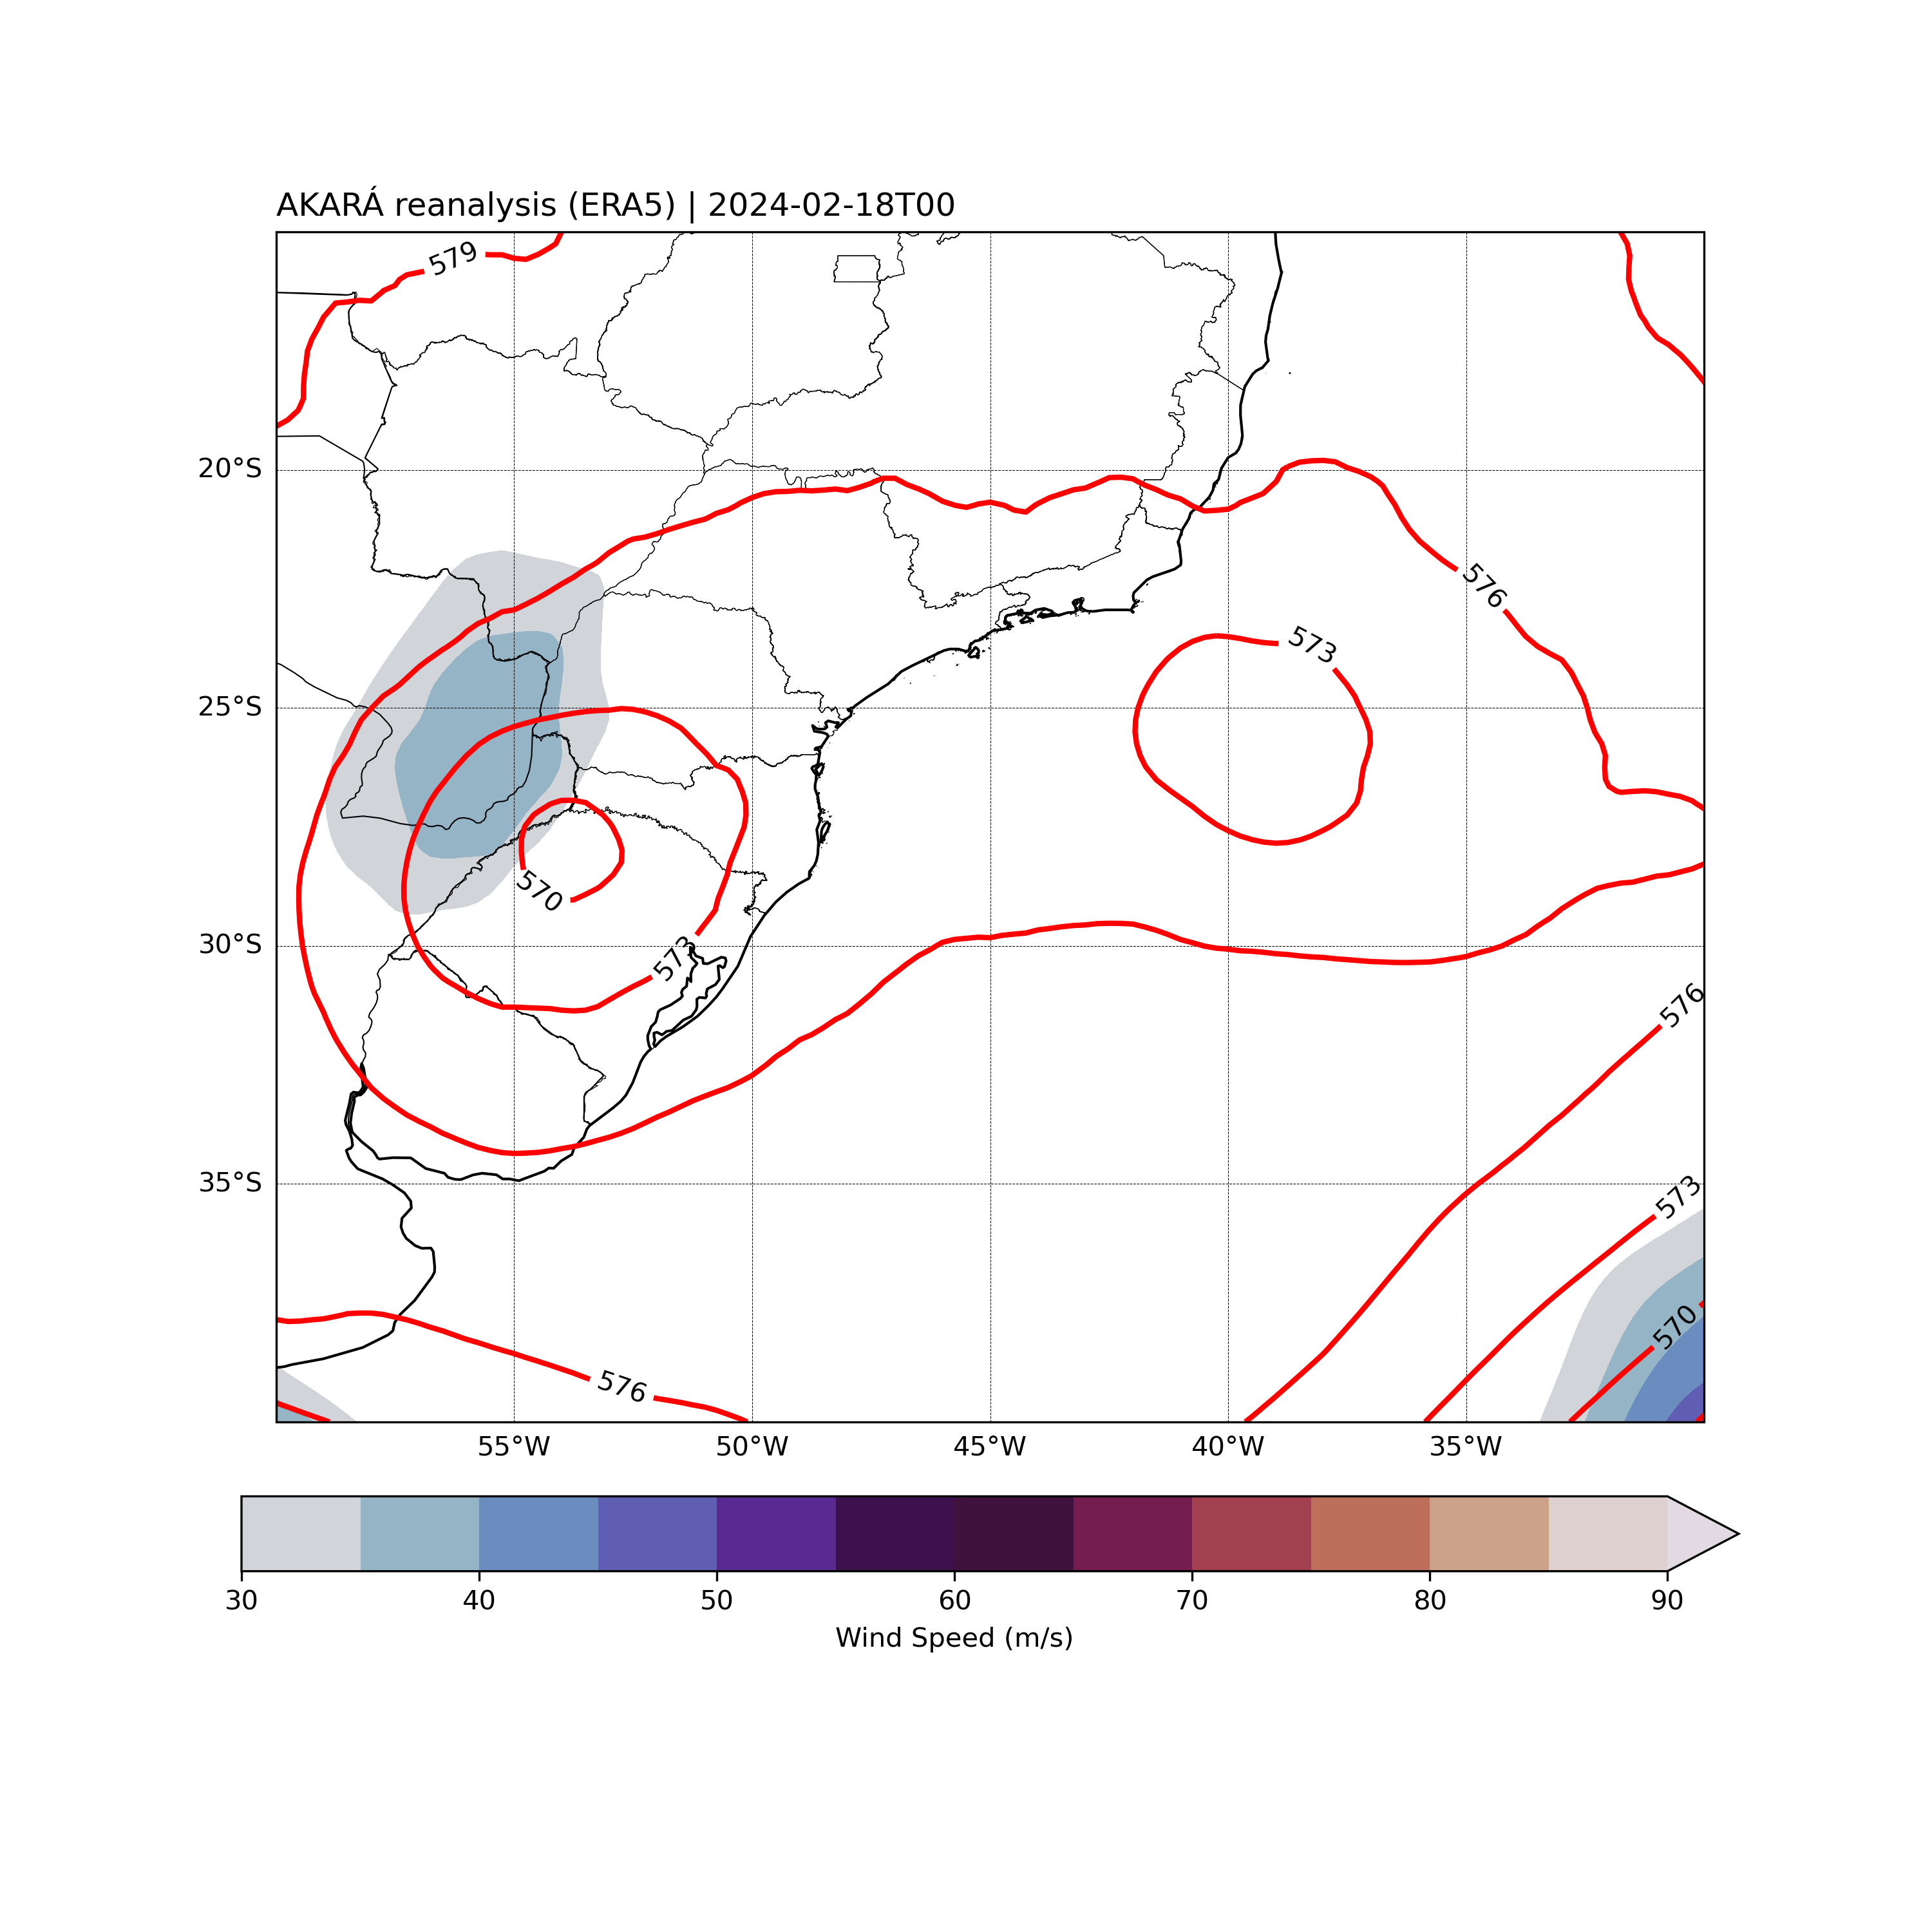 AKARÁ reanalysis (ERA5) | 2024-02-18T00
579
20°S
576
573
25°S
570
573
30°S
576
35°S
573
570
576
55°W 50°W 45°W 40°W 35°W
30 40 50 60 70 80 90
Wind Speed (m/s)